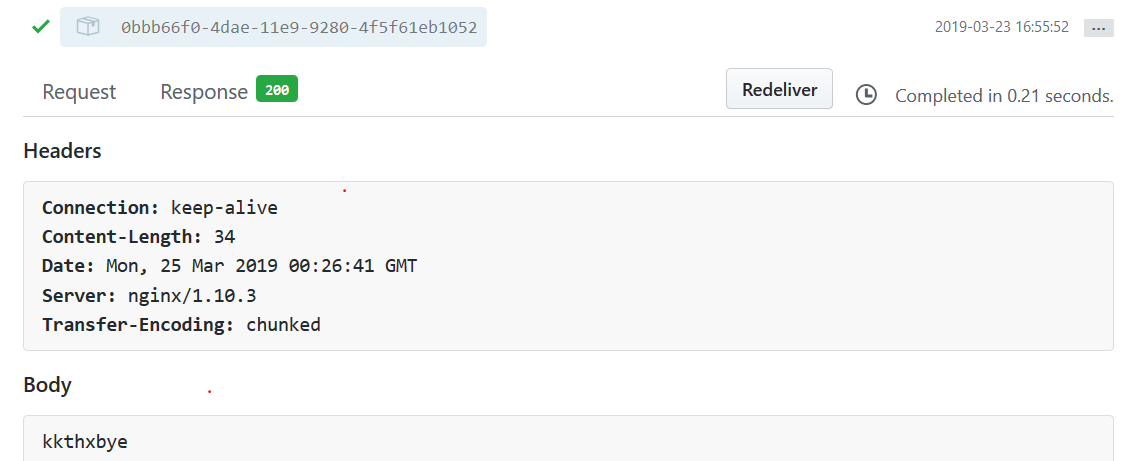 0bbb66f0-4dae-11e9-9280-4f5f61eb1052 2019-03-23 16:55:52 ...
Request Response 200 Redeliver Completed in 0.21 seconds.
Headers
Connection: keep-alive
Content-Length: 34
Date: Mon, 25 Mar 2019 00:26:41 GMT
Server: nginx/1.10.3
Transfer-Encoding: chunked
Body
kkthxbye